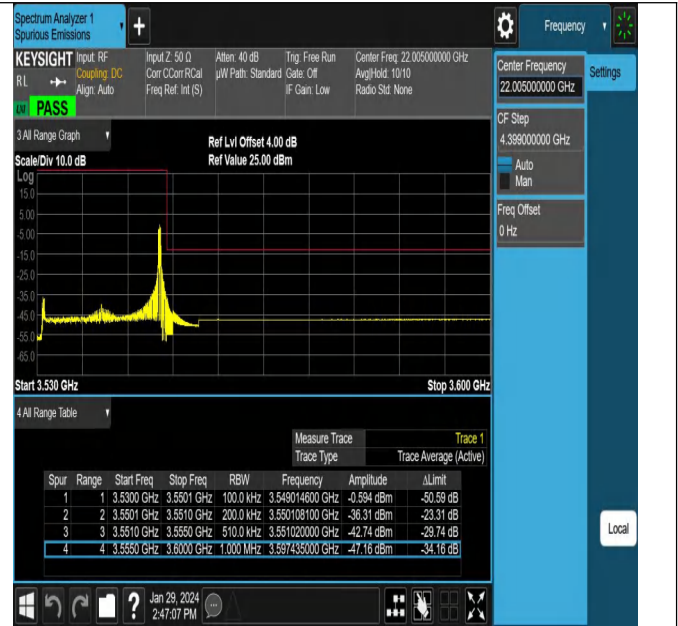 Spectrum Analyzer 1
Spurious Emissions
Frequency
KEYSIGHT Input: RF Input Z: 50 Ω Atten: 40 dB Trig: Free Run Center Freq: 22.005000000 GHz
RL Coupling: DC Corr CCorr RCal µW Path: Standard Gate: Off Avg|Hold: 10/10
Align: Auto Freq Ref: Int (S) IF Gain: Low Radio Std: None
PASS
Center Frequency
22.005000000 GHz
Settings
CF Step
4.399000000 GHz
Auto
Man
Freq Offset
0 Hz
3 All Range Graph
Ref Lvl Offset 4.00 dB
Scale/Div 10.0 dB Ref Value 25.00 dBm
Log
15.0
5.00
-5.00
-15.0
-25.0
-35.0
-45.0
-55.0
-65.0
Start 3.530 GHz Stop 3.600 GHz
4 All Range Table
Measure Trace Trace 1
Trace Type Trace Average (Active)
Spur Range Start Freq Stop Freq RBW Frequency Amplitude ΔLimit
1 1 3.5300 GHz 3.5501 GHz 100.0 kHz 3.549014600 GHz -0.594 dBm -50.59 dB
2 2 3.5501 GHz 3.5510 GHz 200.0 kHz 3.550108100 GHz -36.31 dBm -23.31 dB
3 3 3.5510 GHz 3.5550 GHz 510.0 kHz 3.551020000 GHz -42.74 dBm -29.74 dB
4 4 3.5550 GHz 3.6000 GHz 1.000 MHz 3.597435000 GHz -47.16 dBm -34.16 dB
Local
Jan 29, 2024
2:47:07 PM